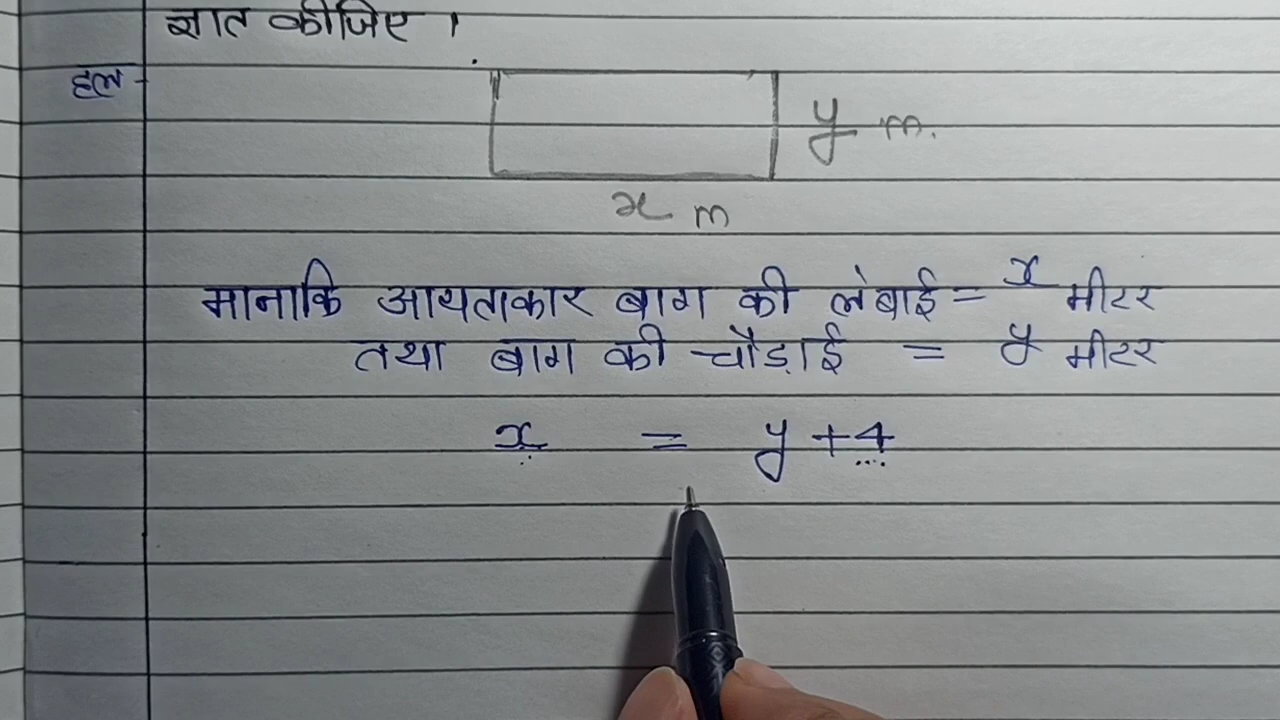 ज्ञात कीजिए ।
हल -
y m.
x m
मानाकि आयताकार बाग की लंबाई = x मीटर
तथा बाग की चौड़ाई = y मीटर
x = y + 4